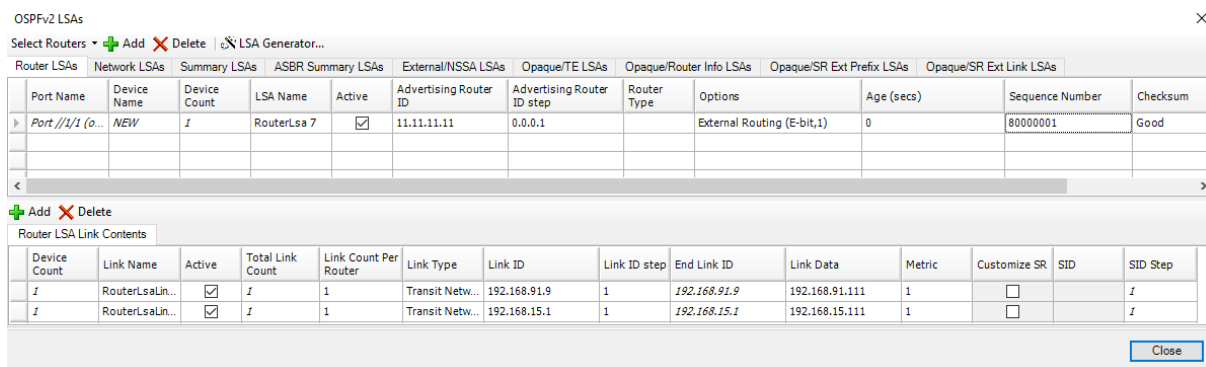 OSPFv2 LSAs
Select Routers Add Delete LSA Generator...
Router LSAs Network LSAs Summary LSAs ASBR Summary LSAs External/NSSA LSAs Opaque/TE LSAs Opaque/Router Info LSAs Opaque/SR Ext Prefix LSAs Opaque/SR Ext Link LSAs
Port Name Device Name Device Count LSA Name Active Advertising Router ID Advertising Router ID step Router Type Options Age (secs) Sequence Number Checksum
Port //1/1 (o... NEW 1 RouterLsa 7 11.11.11.11 0.0.0.1 External Routing (E-bit,1) 0 80000001 Good
Add Delete
Router LSA Link Contents
Device Count Link Name Active Total Link Count Link Count Per Router Link Type Link ID Link ID step End Link ID Link Data Metric Customize SR SID SID Step
1 RouterLsaLin... 1 1 Transit Netw... 192.168.91.9 1 192.168.91.9 192.168.91.111 1 1
1 RouterLsaLin... 1 1 Transit Netw... 192.168.15.1 1 192.168.15.1 192.168.15.111 1 1
Close